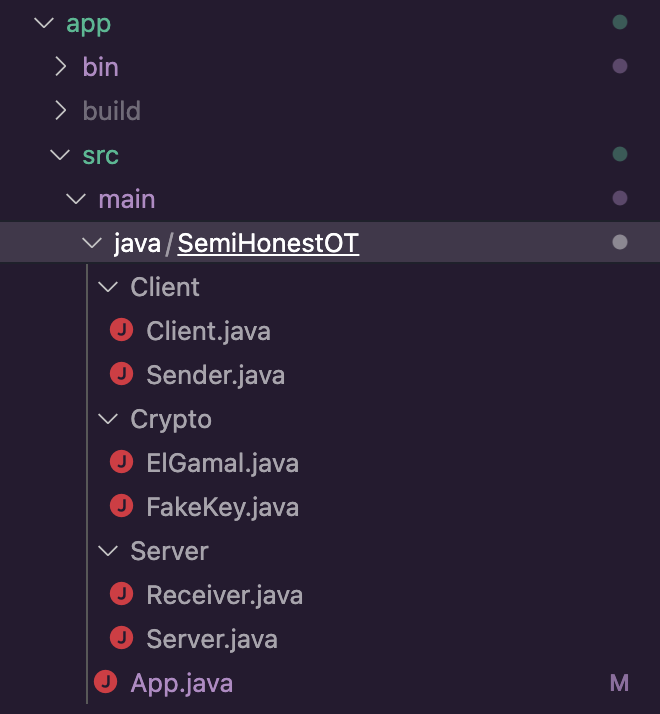 app
bin
build
src
main
java/SemiHonestOT
Client
J Client.java
J Sender.java
Crypto
J ElGamal.java
J FakeKey.java
Server
J Receiver.java
J Server.java
J App.java M